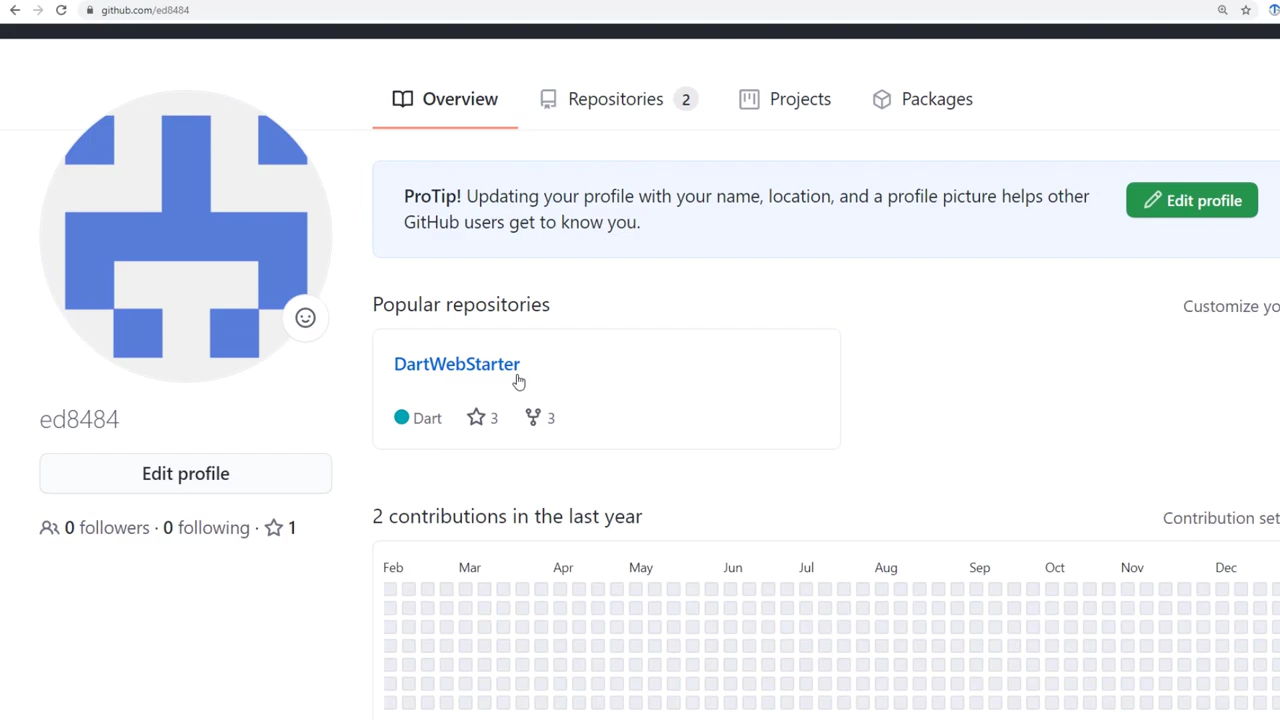 github.com/ed8484
Overview
Repositories 2
Projects
Packages
ProTip! Updating your profile with your name, location, and a profile picture helps other
GitHub users get to know you.
Edit profile
Popular repositories
Customize yo
DartWebStarter
Dart 3 3
ed8484
Edit profile
0 followers · 0 following · 1
2 contributions in the last year
Contribution set
Feb Mar Apr May Jun Jul Aug Sep Oct Nov Dec